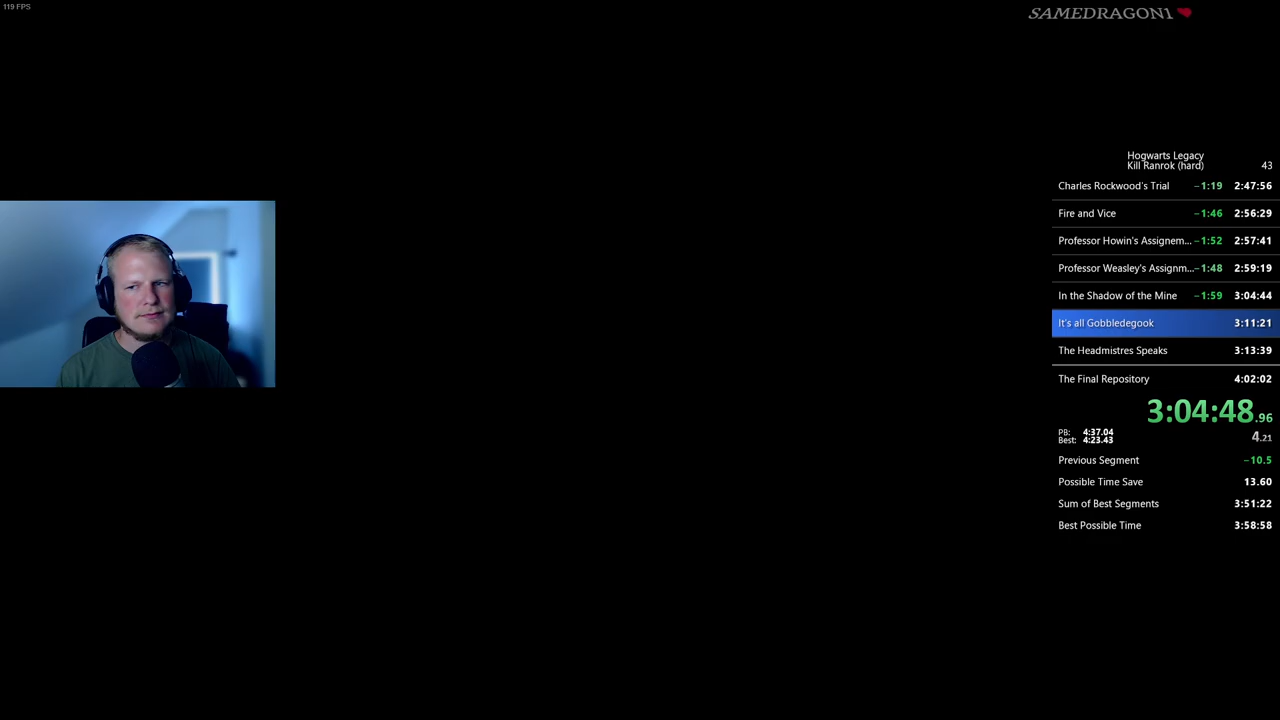 119 FPS
SAMEDRAGON1
Hogwarts Legacy
Kill Ranrok (hard) 43
Charles Rockwood's Trial −1:19 2:47:56
Fire and Vice −1:46 2:56:29
Professor Howin's Assignem... −1:52 2:57:41
Professor Weasley's Assignm... −1:48 2:59:19
In the Shadow of the Mine −1:59 3:04:44
It's all Gobbledegook 3:11:21
The Headmistres Speaks 3:13:39
The Final Repository 4:02:02
3:04:48.96
PB: 4:37.04 4.21
Best: 4:23.43
Previous Segment −10.5
Possible Time Save 13.60
Sum of Best Segments 3:51:22
Best Possible Time 3:58:58